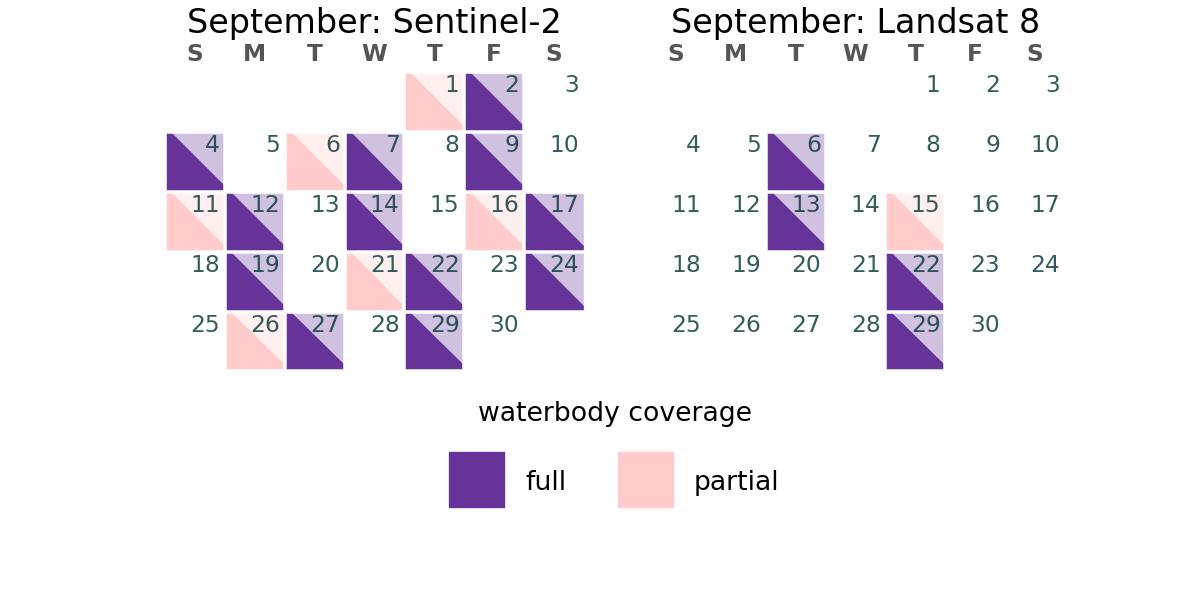 September: Sentinel-2
S M T W T F S
1 2 3
4 5 6 7 8 9 10
11 12 13 14 15 16 17
18 19 20 21 22 23 24
25 26 27 28 29 30
September: Landsat 8
S M T W T F S
1 2 3
4 5 6 7 8 9 10
11 12 13 14 15 16 17
18 19 20 21 22 23 24
25 26 27 28 29 30
waterbody coverage
full partial